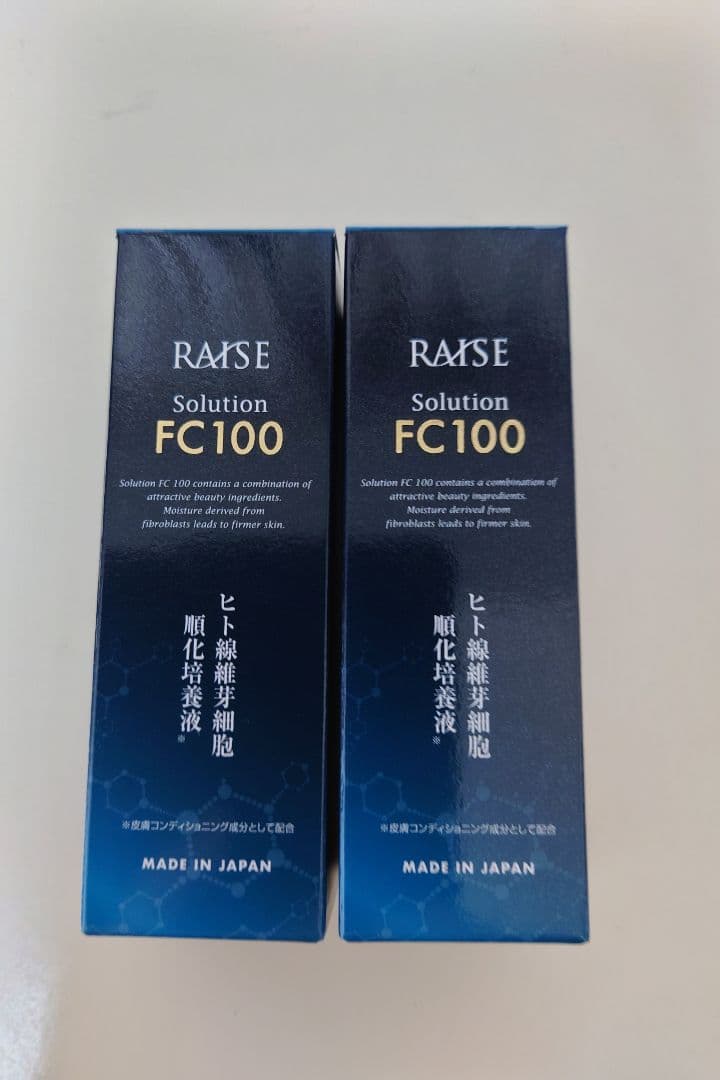 RAISE
Solution
FC100
Solution FC 100 contains a combination of
attractive beauty ingredients.
Moisture derived from
fibroblasts leads to firmer skin.
ヒト線維芽細胞
順化培養液※
※皮膚コンディショニング成分として配合
MADE IN JAPAN
RAISE
Solution
FC100
Solution FC 100 contains a combination of
attractive beauty ingredients.
Moisture derived from
fibroblasts leads to firmer skin.
ヒト線維芽細胞
順化培養液※
※皮膚コンディショニング成分として配合
MADE IN JAPAN